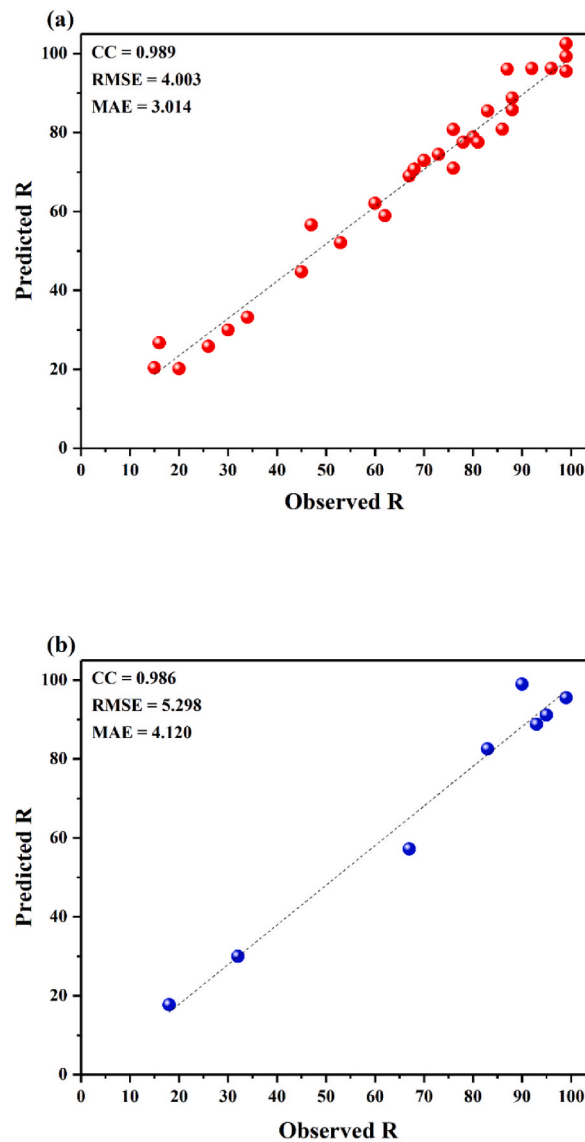 (a)
CC = 0.989
RMSE = 4.003
MAE = 3.014
100
80
60
40
20
0
Predicted R
0 10 20 30 40 50 60 70 80 90 100
Observed R
(b)
CC = 0.986
RMSE = 5.298
MAE = 4.120
100
80
60
40
20
0
Predicted R
0 10 20 30 40 50 60 70 80 90 100
Observed R